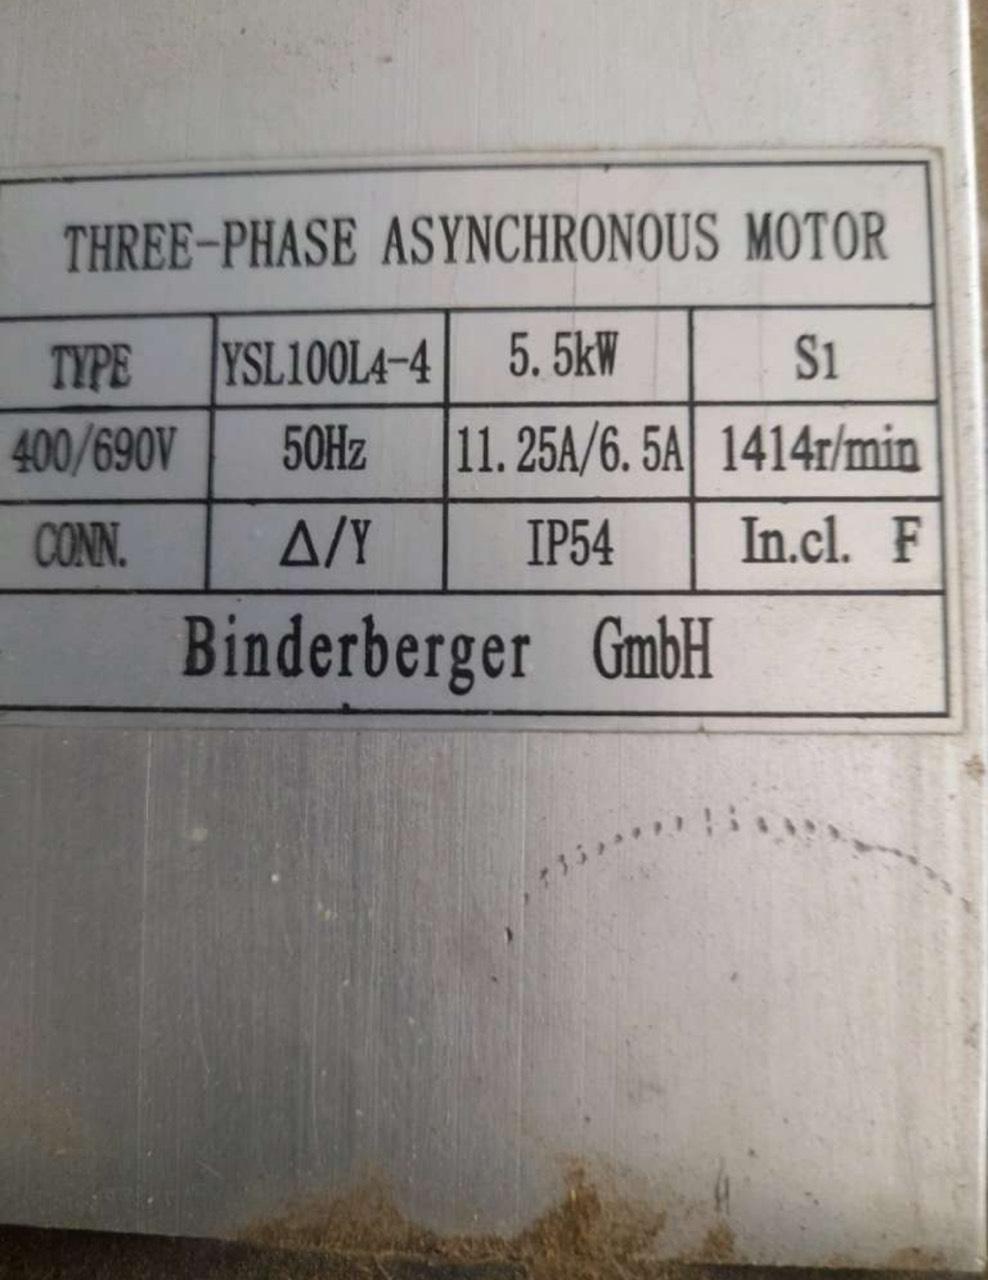 THREE-PHASE ASYNCHRONOUS MOTOR
TYPE YSL100L4-4 5.5kW S1
400/690V 50Hz 11.25A/6.5A 1414r/min
CONN. Δ/Y IP54 In.cl. F
Binderberger GmbH